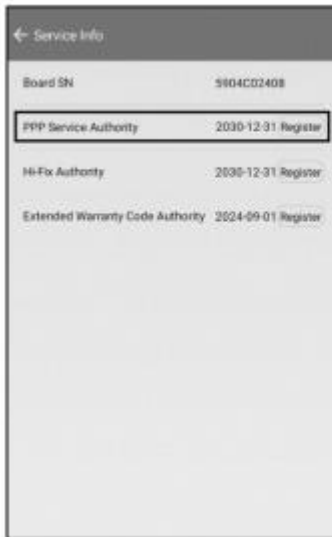 ← Service Info
Board SN 5904C02408
PPP Service Authority 2030-12-31 Register
Hi-Fix Authority 2030-12-31 Register
Extended Warranty Code Authority 2024-09-01 Register